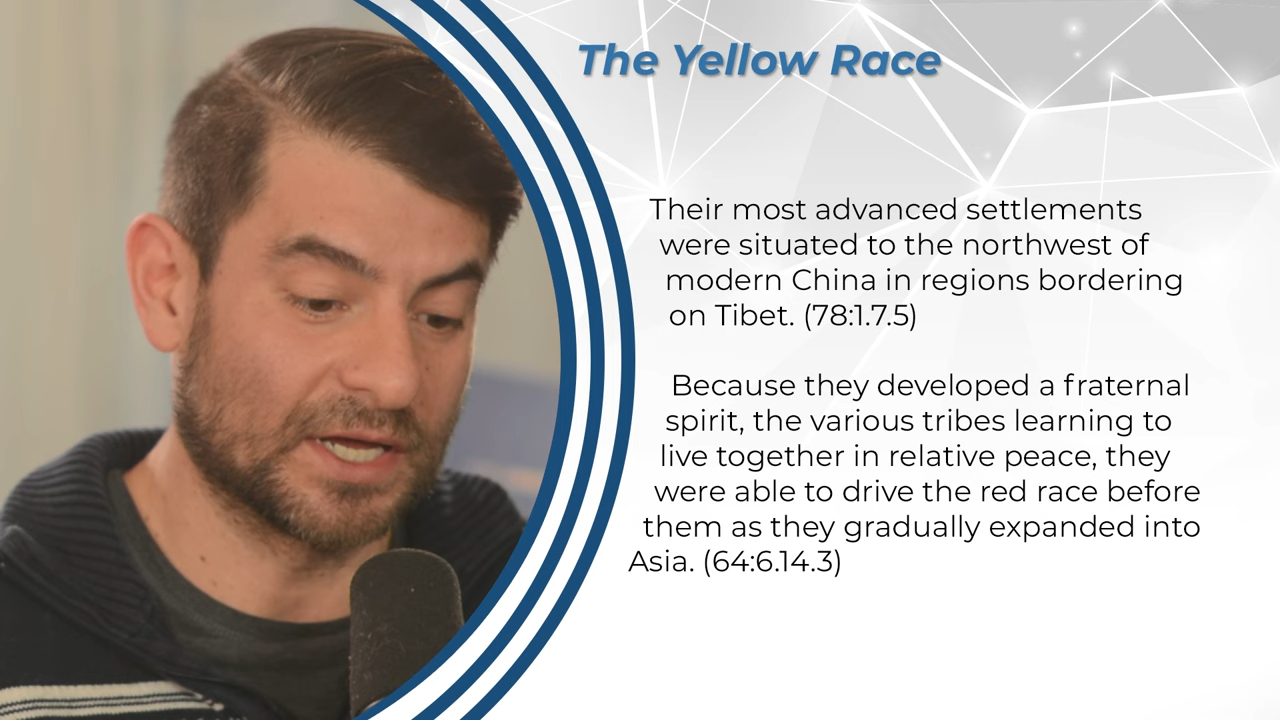 The Yellow Race
Their most advanced settlements
were situated to the northwest of
modern China in regions bordering
on Tibet. (78:1.7.5)
Because they developed a fraternal
spirit, the various tribes learning to
live together in relative peace, they
were able to drive the red race before
them as they gradually expanded into
Asia. (64:6.14.3)